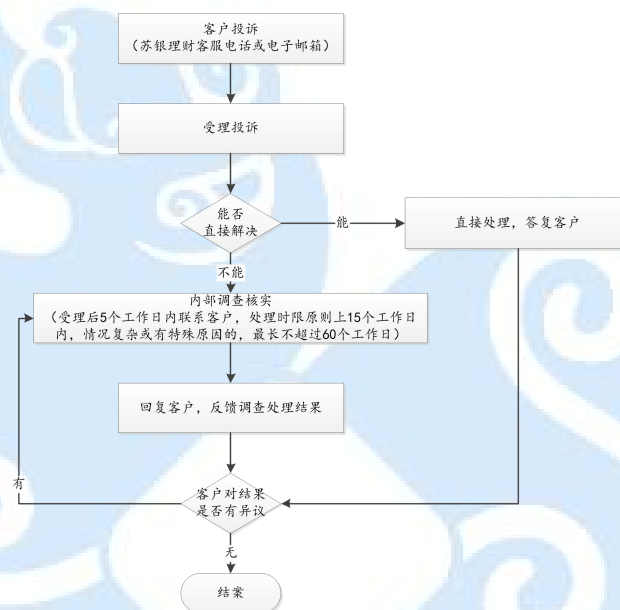 客户投诉
（苏银理财客服电话或电子邮箱）
受理投诉
能否
直接解决
能
直接处理，答复客户
不能
内部调查核实
（受理后5个工作日内联系客户，处理时限原则上15个工作日
内，情况复杂或有特殊原因的，最长不超过60个工作日）
回复客户，反馈调查处理结果
有
客户对结果
是否有异议
无
结案